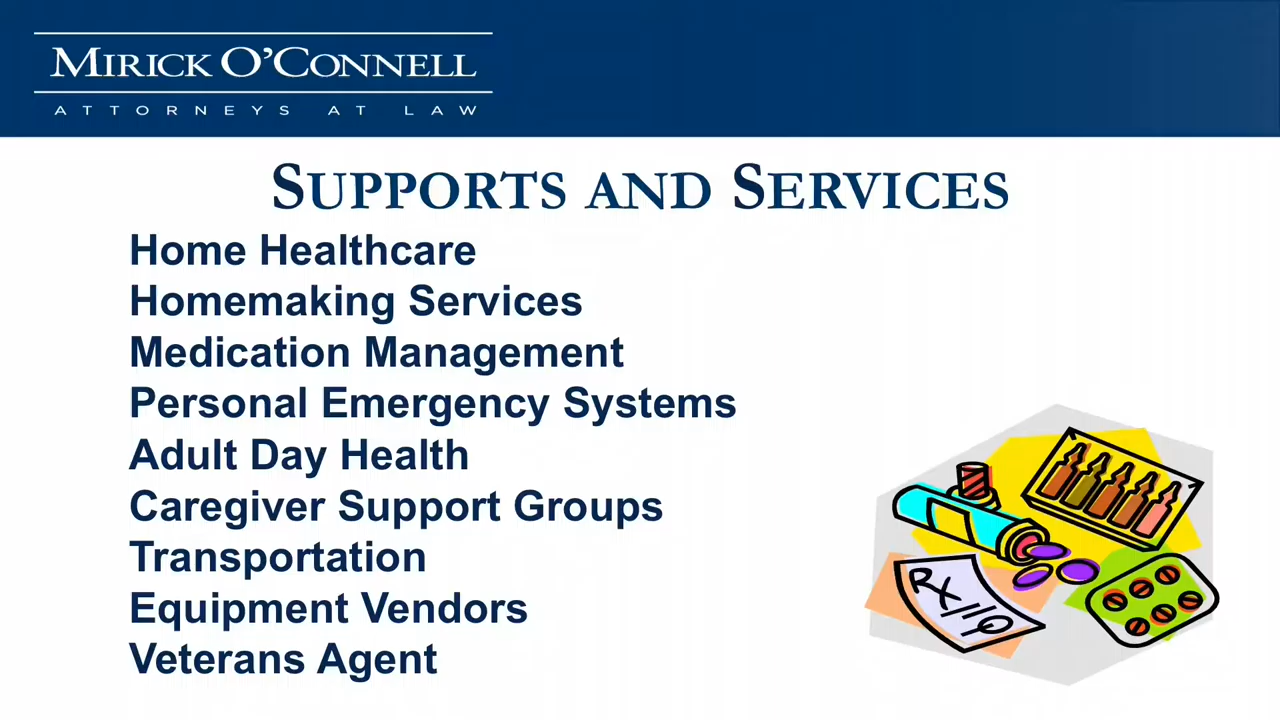 MIRICK O'CONNELL
ATTORNEYS AT LAW
SUPPORTS AND SERVICES
Home Healthcare
Homemaking Services
Medication Management
Personal Emergency Systems
Adult Day Health
Caregiver Support Groups
Transportation
Equipment Vendors
Veterans Agent
Rx